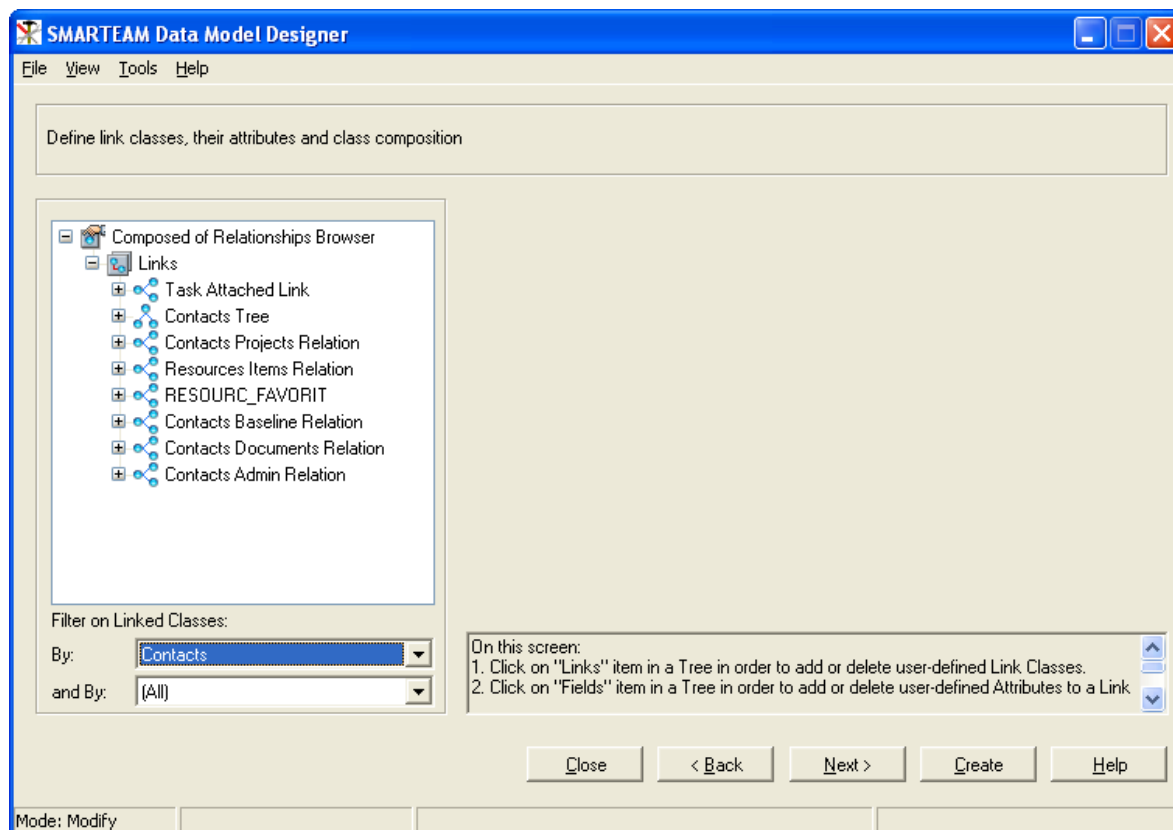 SMARTEAM Data Model Designer
File View Tools Help
Define link classes, their attributes and class composition
Composed of Relationships Browser
Links
Task Attached Link
Contacts Tree
Contacts Projects Relation
Resources Items Relation
RESOURC_FAVORIT
Contacts Baseline Relation
Contacts Documents Relation
Contacts Admin Relation
Filter on Linked Classes:
By: Contacts
and By: (All)
On this screen:
1. Click on "Links" item in a Tree in order to add or delete user-defined Link Classes.
2. Click on "Fields" item in a Tree in order to add or delete user-defined Attributes to a Link
Close < Back Next > Create Help
Mode: Modify